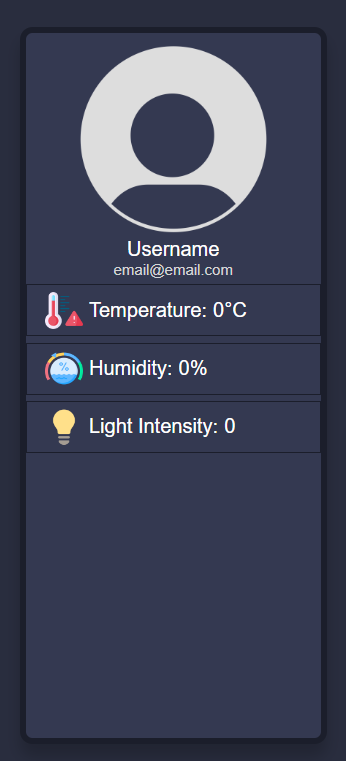 Username
email@email.com
Temperature: 0°C
%
Humidity: 0%
Light Intensity: 0